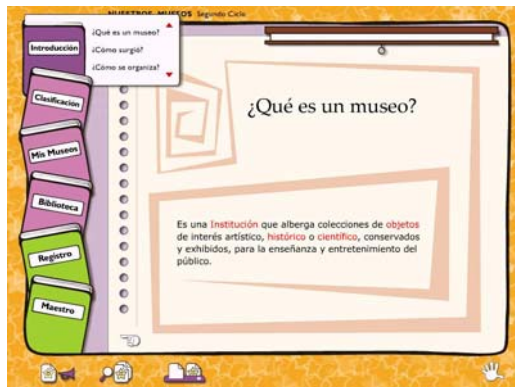 NUESTROS MUSEOS Segundo Ciclo
Introducción
¿Qué es un museo?
¿Cómo surgió?
¿Cómo se organiza?
Clasificacion
Mis Museos
Biblioteca
Registro
Maestro
¿Qué es un museo?
Es una Institución que alberga colecciones de objetos
de interés artístico, histórico o científico, conservados
y exhibidos, para la enseñanza y entretenimiento del
público.